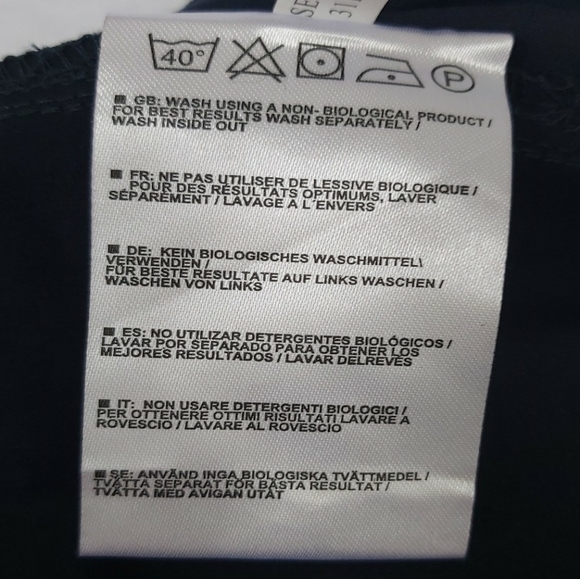 SE
31
40°
P
GB: WASH USING A NON- BIOLOGICAL PRODUCT /
FOR BEST RESULTS WASH SEPARATELY /
WASH INSIDE OUT
FR: NE PAS UTILISER DE LESSIVE BIOLOGIQUE /
POUR DES RÉSULTATS OPTIMUMS, LAVER
SÉPARÉMENT / LAVAGE A L'ENVERS
DE: KEIN BIOLOGISCHES WASCHMITTEL\
VERWENDEN /
FÜR BESTE RESULTATE AUF LINKS WASCHEN /
WASCHEN VON LINKS
ES: NO UTILIZAR DETERGENTES BIOLÓGICOS /
LAVAR POR SEPARADO PARA OBTENER LOS
MEJORES RESULTADOS / LAVAR DELREVÉS
IT: NON USARE DETERGENTI BIOLOGICI /
PER OTTENERE OTTIMI RISULTATI LAVARE A
ROVESCIO / LAVARE AL ROVESCIO
SE: ANVÄND INGA BIOLOGISKA TVÄTTMEDEL /
TVÄTTA SEPARAT FÖR BÄSTA RESULTAT /
TVÄTTA MED AVIGAN UTÅT